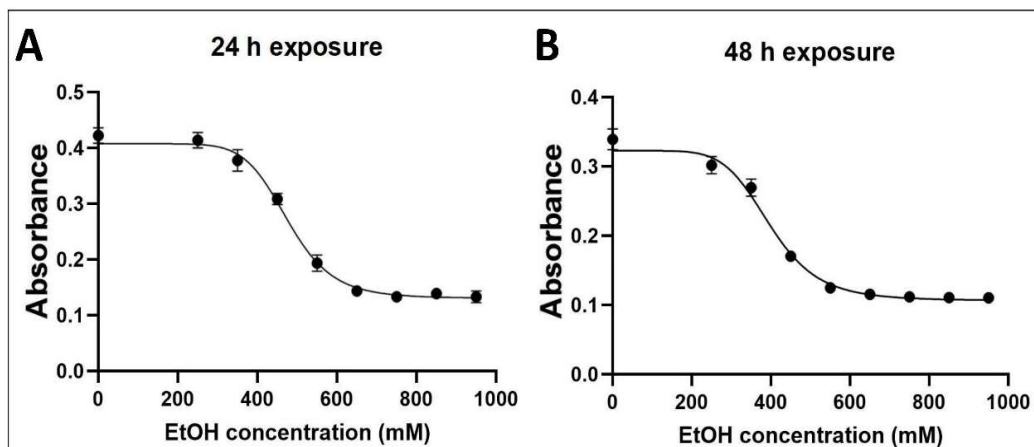 A
24 h exposure
Absorbance
0.5
0.4
0.3
0.2
0.1
0.0
0 200 400 600 800 1000
EtOH concentration (mM)
B
48 h exposure
Absorbance
0.4
0.3
0.2
0.1
0.0
0 200 400 600 800 1000
EtOH concentration (mM)